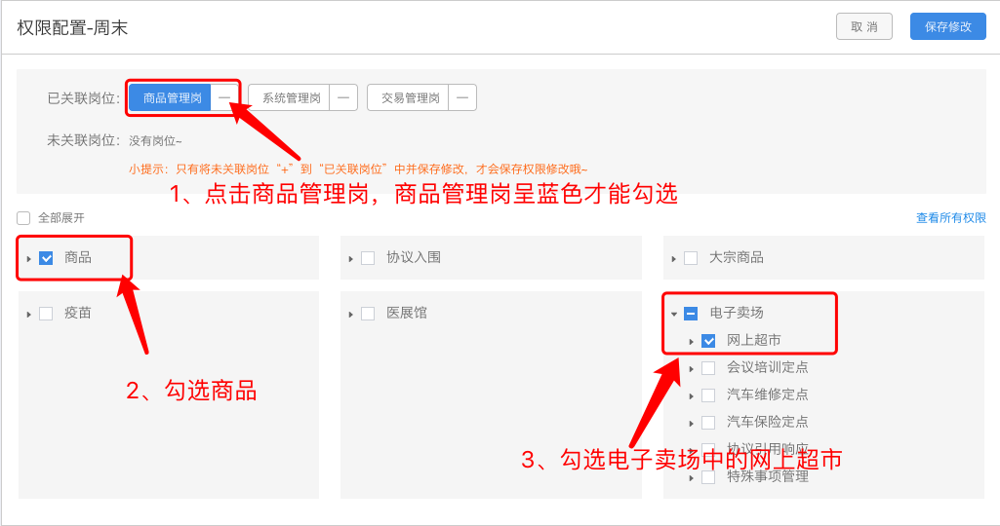 权限配置-周末
取 消
保存修改
已关联岗位：
商品管理岗
系统管理岗
交易管理岗
未关联岗位：
没有岗位~
小提示：只有将未关联岗位“+”到“已关联岗位”中并保存修改，才会保存权限修改哦~
1、点击商品管理岗，商品管理岗呈蓝色才能勾选
全部展开
查看所有权限
商品
协议入围
大宗商品
疫苗
医展馆
电子卖场
网上超市
会议培训定点
汽车维修定点
汽车保险定点
协议引用响应
特殊事项管理
2、勾选商品
3、勾选电子卖场中的网上超市